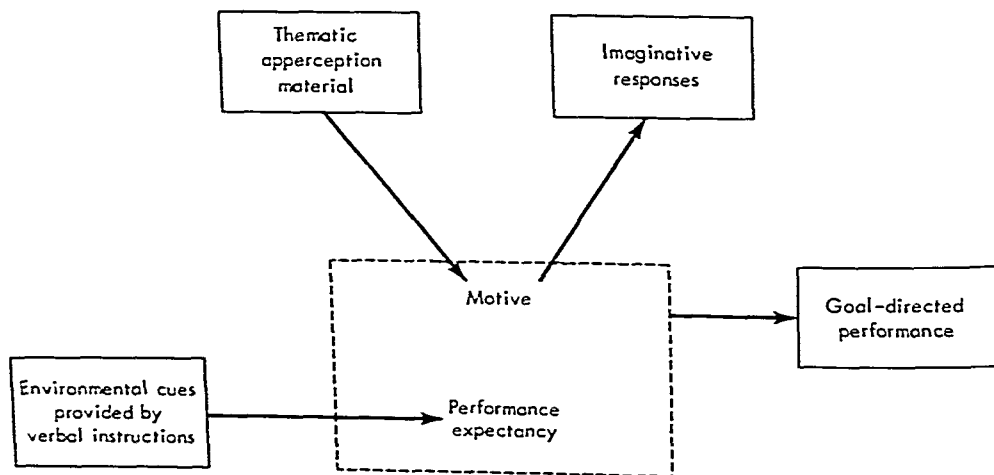 Thematic
apperception
material
Imaginative
responses
Motive
Goal-directed
performance
Environmental cues
provided by
verbal instructions
Performance
expectancy